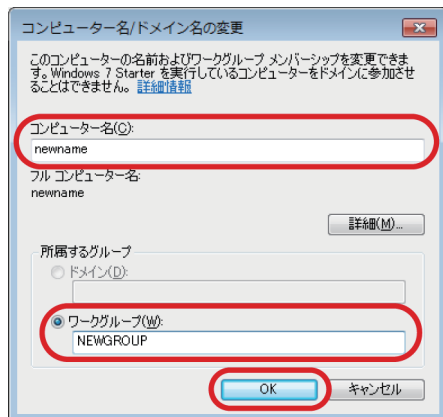 コンピューター名/ドメイン名の変更
このコンピューターの名前およびワークグループ メンバーシップを変更できま
す。Windows 7 Starter を実行しているコンピューターをドメインに参加させ
ることはできません。詳細情報
コンピューター名(C):
newname
フル コンピューター名:
newname
詳細(M)...
所属するグループ
ドメイン(D):
ワークグループ(W):
NEWGROUP
OK
キャンセル